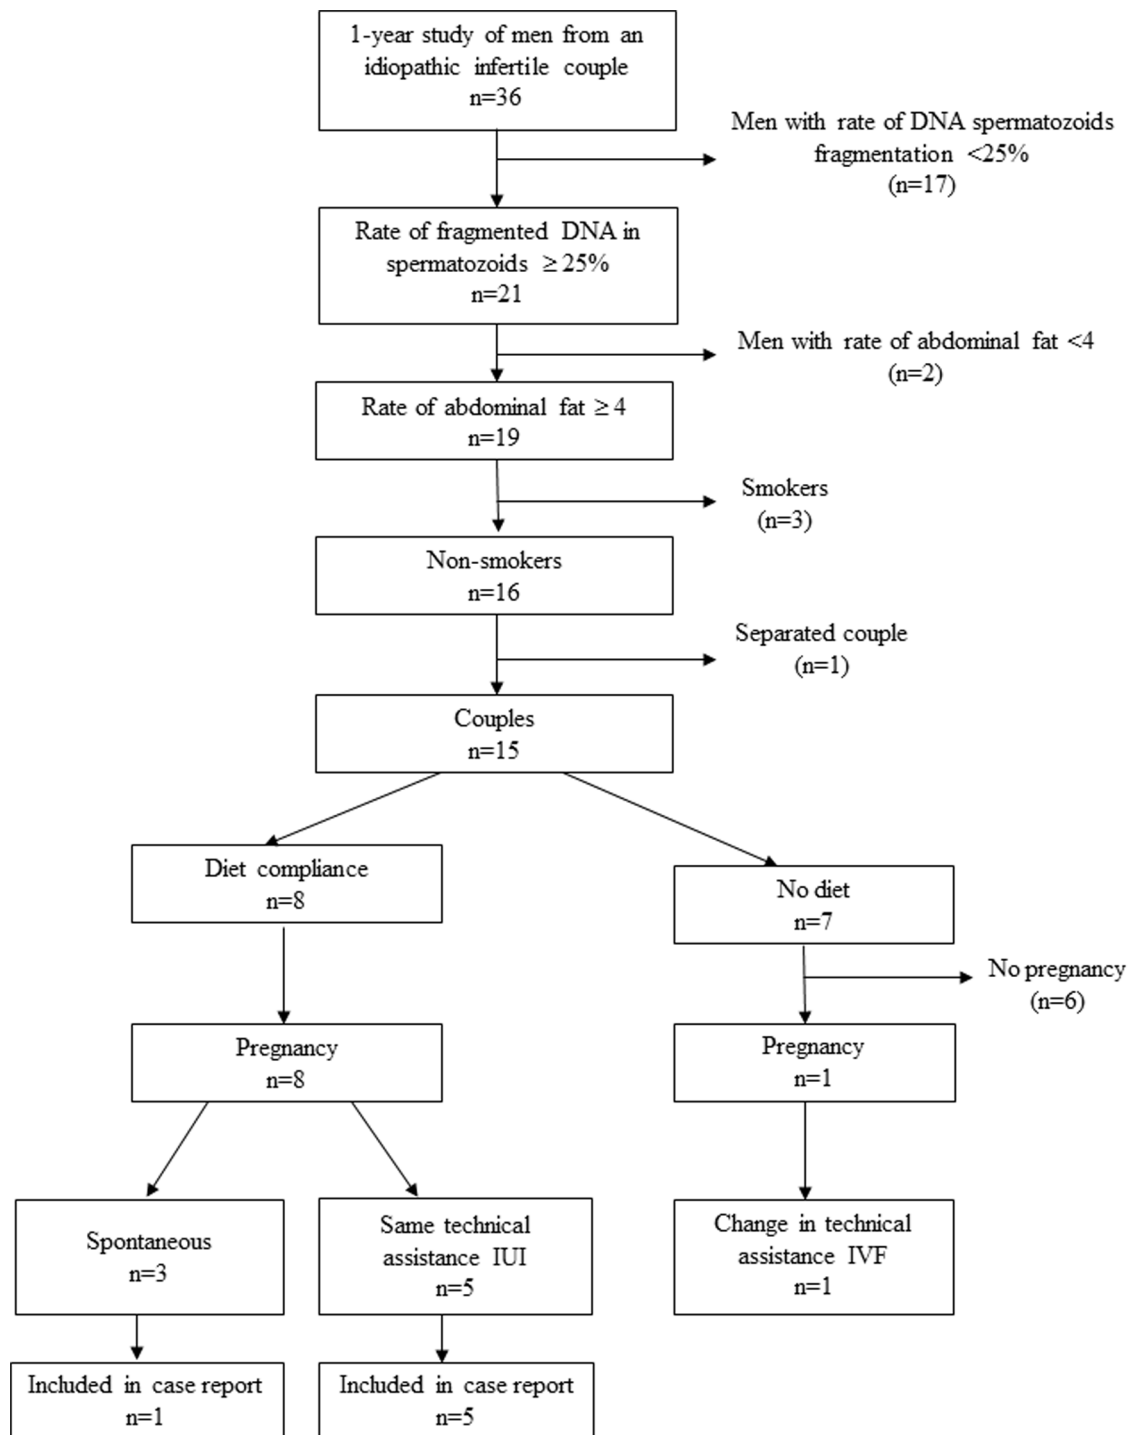 1-year study of men from an
idiopathic infertile couple
n=36
Men with rate of DNA spermatozoids
fragmentation <25%
(n=17)
Rate of fragmented DNA in
spermatozoids ≥ 25%
n=21
Men with rate of abdominal fat <4
(n=2)
Rate of abdominal fat ≥ 4
n=19
Smokers
(n=3)
Non-smokers
n=16
Separated couple
(n=1)
Couples
n=15
Diet compliance
n=8
No diet
n=7
No pregnancy
(n=6)
Pregnancy
n=8
Pregnancy
n=1
Spontaneous
n=3
Same technical
assistance IUI
n=5
Change in technical
assistance IVF
n=1
Included in case report
n=1
Included in case report
n=5